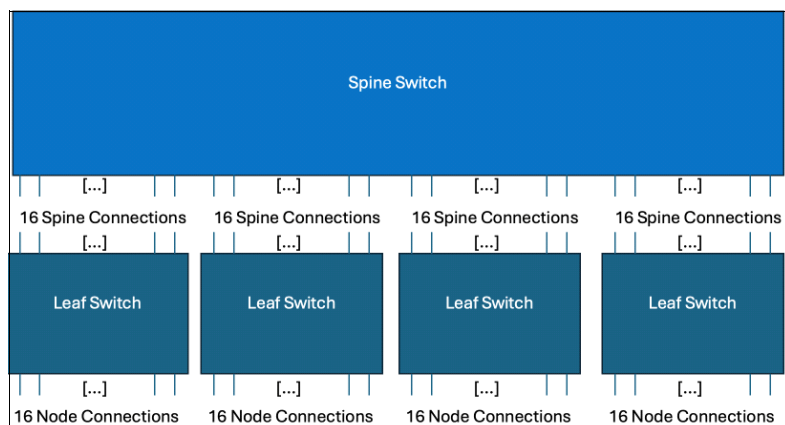 Spine Switch
[...] [...] [...] [...]
16 Spine Connections 16 Spine Connections 16 Spine Connections 16 Spine Connections
[...] [...] [...] [...]
Leaf Switch Leaf Switch Leaf Switch Leaf Switch
[...] [...] [...] [...]
16 Node Connections 16 Node Connections 16 Node Connections 16 Node Connections